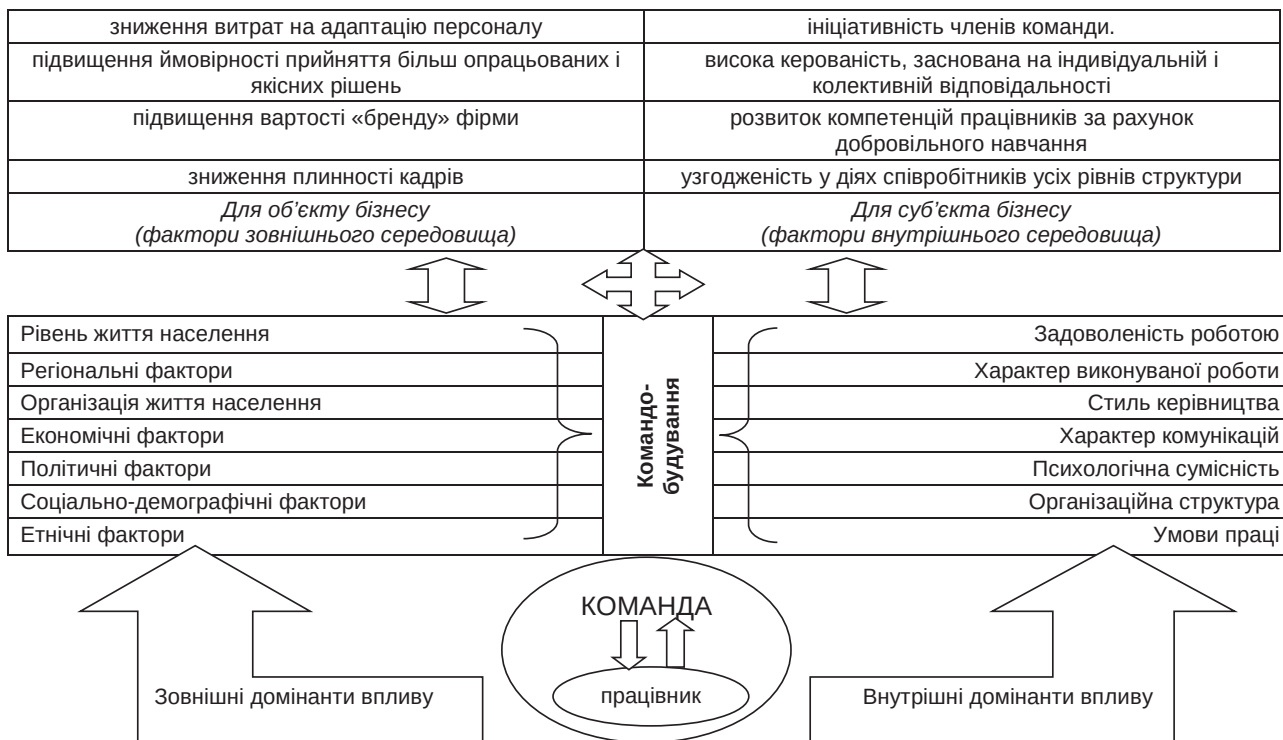 зниження витрат на адаптацію персоналу
ініціативність членів команди.
підвищення ймовірності прийняття більш опрацьованих і
якісних рішень
висока керованість, заснована на індивідуальній і
колективній відповідальності
підвищення вартості «бренду» фірми
розвиток компетенцій працівників за рахунок
добровільного навчання
зниження плинності кадрів
узгодженість у діях співробітників усіх рівнів структури
Для об’єкту бізнесу
(фактори зовнішнього середовища)
Для суб’єкта бізнесу
(фактори внутрішнього середовища)
Рівень життя населення
Регіональні фактори
Організація життя населення
Економічні фактори
Політичні фактори
Соціально-демографічні фактори
Етнічні фактори
Командо-
будування
Задоволеність роботою
Характер виконуваної роботи
Стиль керівництва
Характер комунікацій
Психологічна сумісність
Організаційна структура
Умови праці
КОМАНДА
працівник
Зовнішні домінанти впливу
Внутрішні домінанти впливу